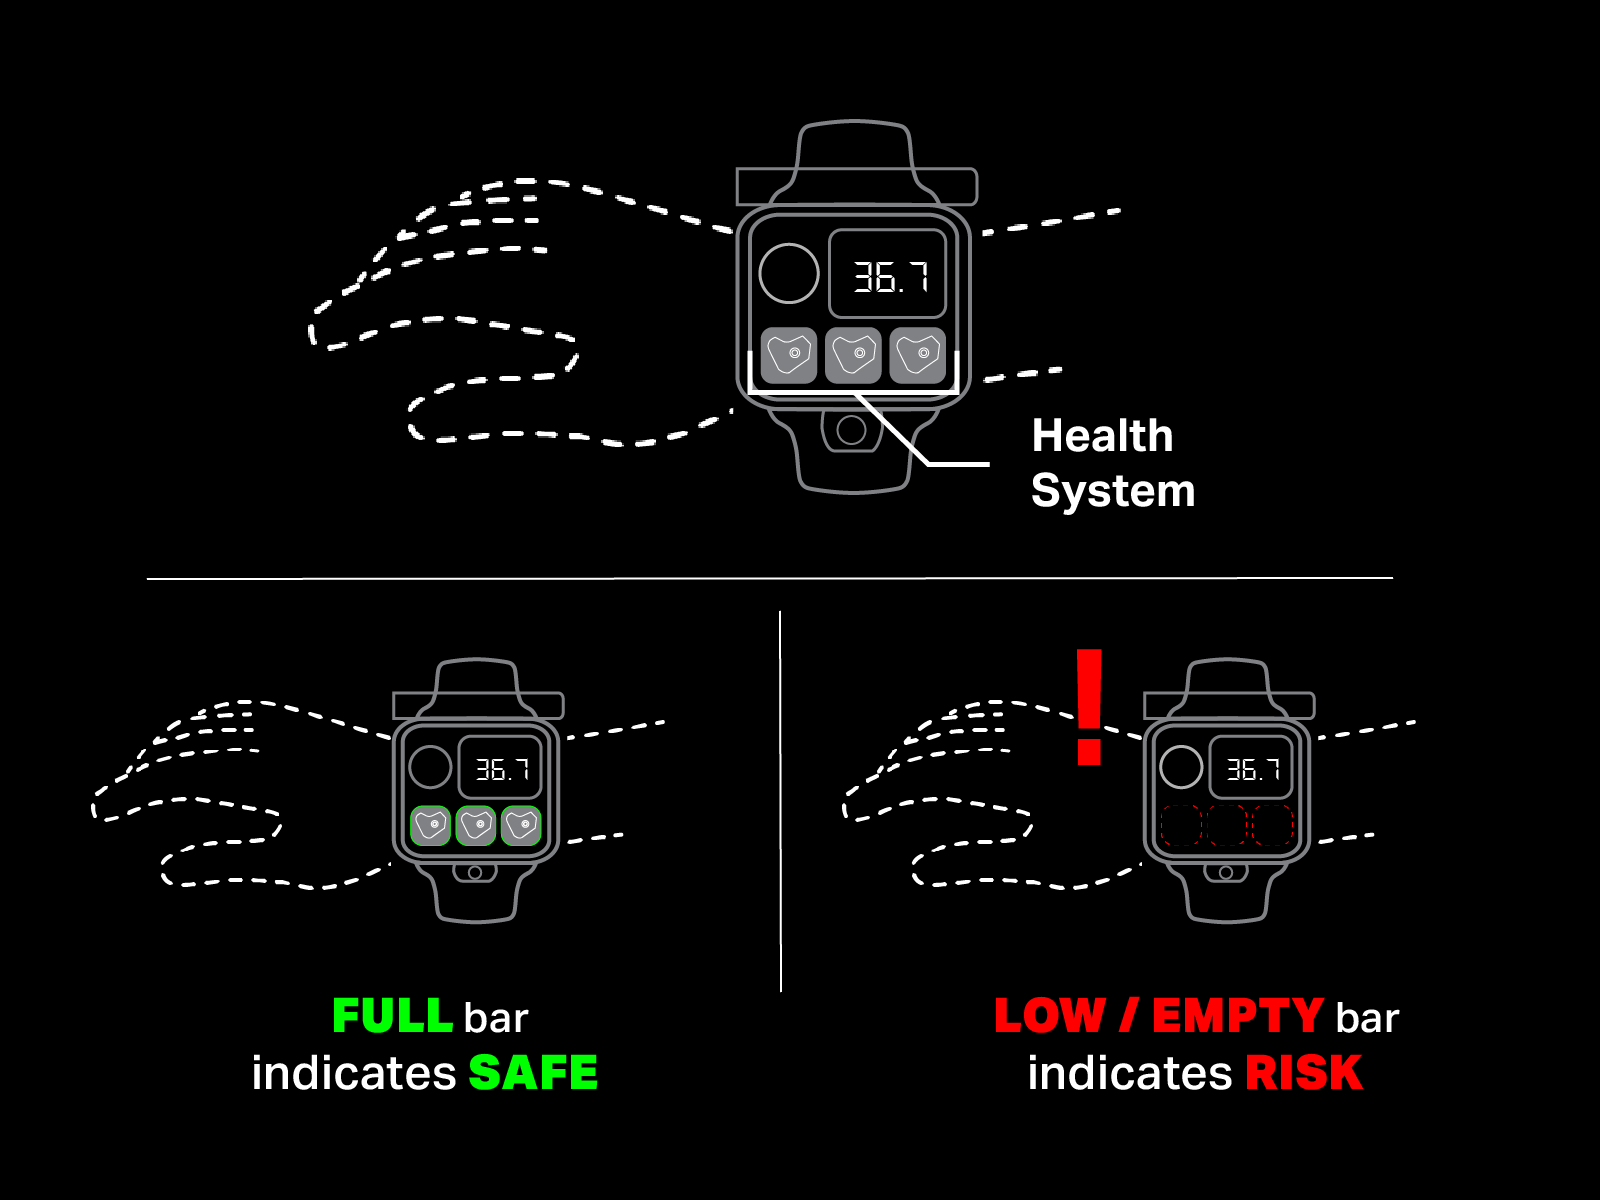 36.7
Health
System
36.7
!
36.7
FULL bar
indicates SAFE
LOW / EMPTY bar
indicates RISK